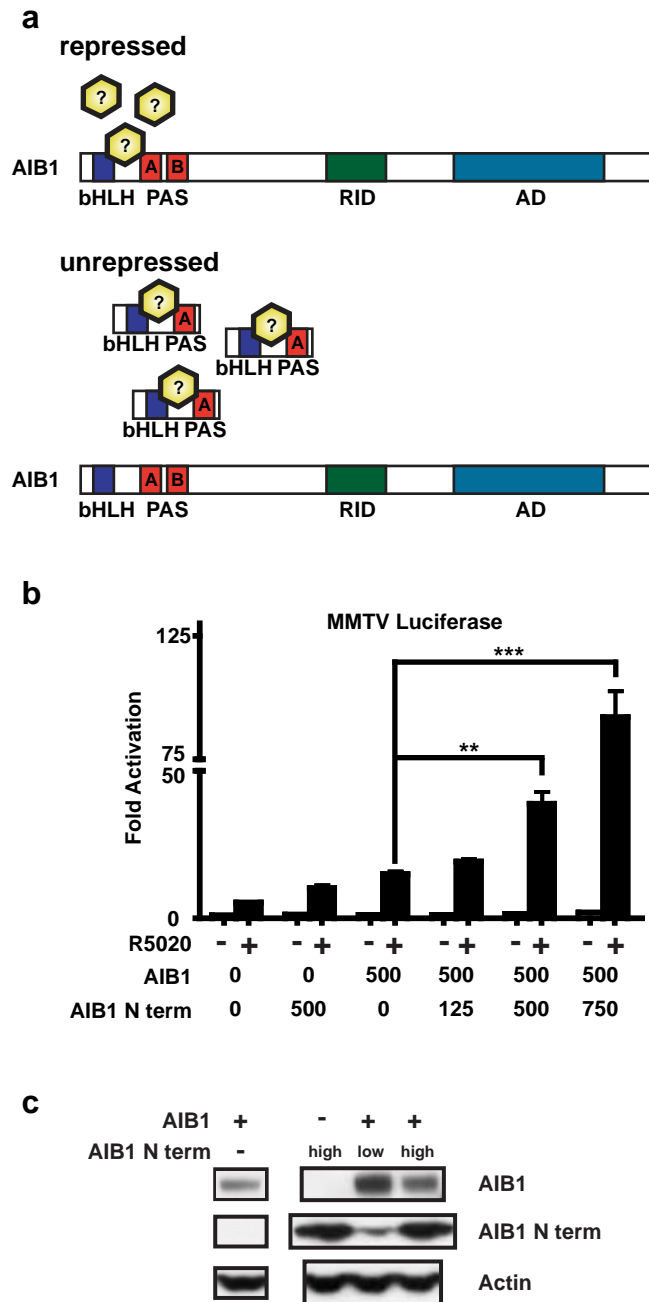 a
repressed
? ?
?
AIB1 A B
bHLH PAS RID AD
unrepressed
?
A ?
bHLH PAS A
? bHLH PAS
A
bHLH PAS
AIB1 A B
bHLH PAS RID AD
b
MMTV Luciferase
125
***
75
**
50
Fold Activation
0
R5020 - + - + - + - + - + - +
AIB1 0 0 500 500 500 500
AIB1 N term 0 500 0 125 500 750
c
AIB1 + - + +
AIB1 N term - high low high
AIB1
AIB1 N term
Actin